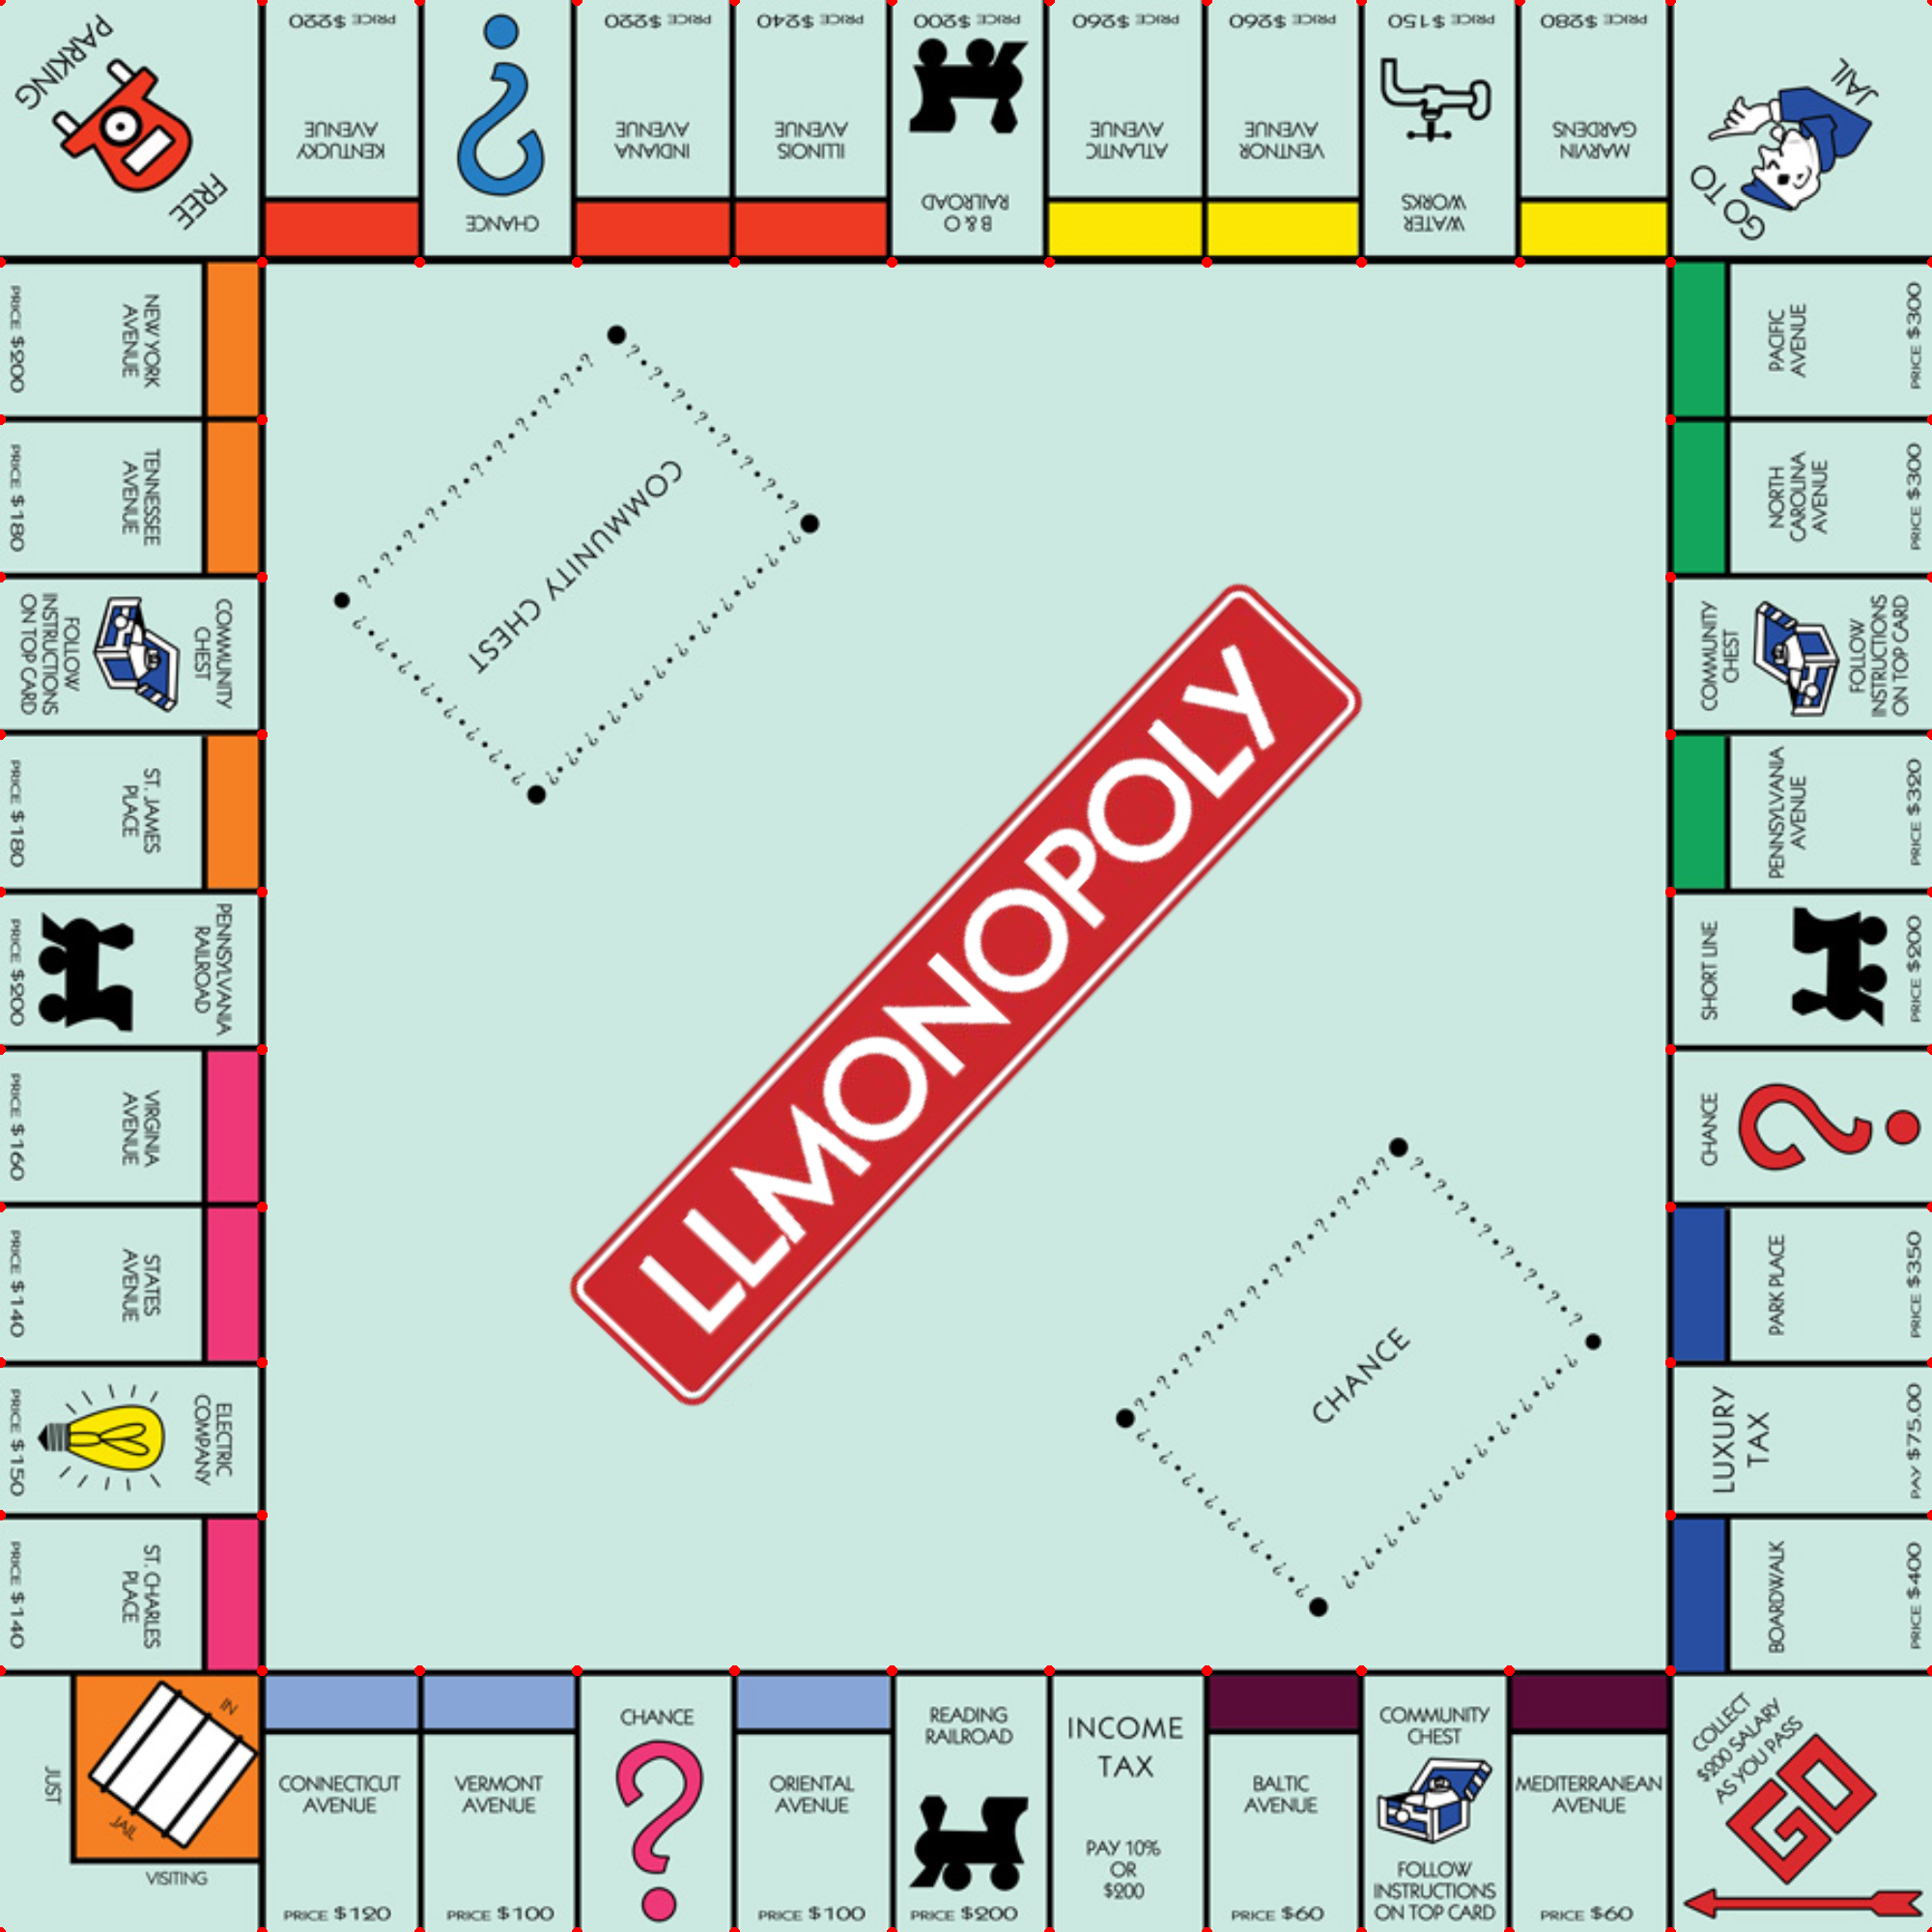 FREE
PARKING
KENTUCKY
AVENUE
PRICE $220
CHANCE
INDIANA
AVENUE
PRICE $220
ILLINOIS
AVENUE
PRICE $240
B & O
RAILROAD
PRICE $200
ATLANTIC
AVENUE
PRICE $260
VENTNOR
AVENUE
PRICE $260
WATER
WORKS
PRICE $150
MARVIN
GARDENS
PRICE $280
GO TO
JAIL
NEW YORK
AVENUE
PRICE $200
TENNESSEE
AVENUE
PRICE $180
COMMUNITY
CHEST
FOLLOW
INSTRUCTIONS
ON TOP CARD
ST. JAMES
PLACE
PRICE $180
PENNSYLVANIA
RAILROAD
PRICE $200
VIRGINIA
AVENUE
PRICE $160
STATES
AVENUE
PRICE $140
ELECTRIC
COMPANY
PRICE $150
ST. CHARLES
PLACE
PRICE $140
COMMUNITY CHEST
LLMONOPOLY
CHANCE
PACIFIC
AVENUE
PRICE $300
NORTH
CAROLINA
AVENUE
PRICE $300
COMMUNITY
CHEST
FOLLOW
INSTRUCTIONS
ON TOP CARD
PENNSYLVANIA
AVENUE
PRICE $320
SHORT LINE
PRICE $200
CHANCE
PARK PLACE
PRICE $350
LUXURY
TAX
PAY $75.00
BOARDWALK
PRICE $400
IN
JAIL
JUST
VISITING
CONNECTICUT
AVENUE
PRICE $120
VERMONT
AVENUE
PRICE $100
CHANCE
ORIENTAL
AVENUE
PRICE $100
READING
RAILROAD
PRICE $200
INCOME
TAX
PAY 10%
OR
$200
BALTIC
AVENUE
PRICE $60
COMMUNITY
CHEST
FOLLOW
INSTRUCTIONS
ON TOP CARD
MEDITERRANEAN
AVENUE
PRICE $60
COLLECT
$200 SALARY
AS YOU PASS
GO